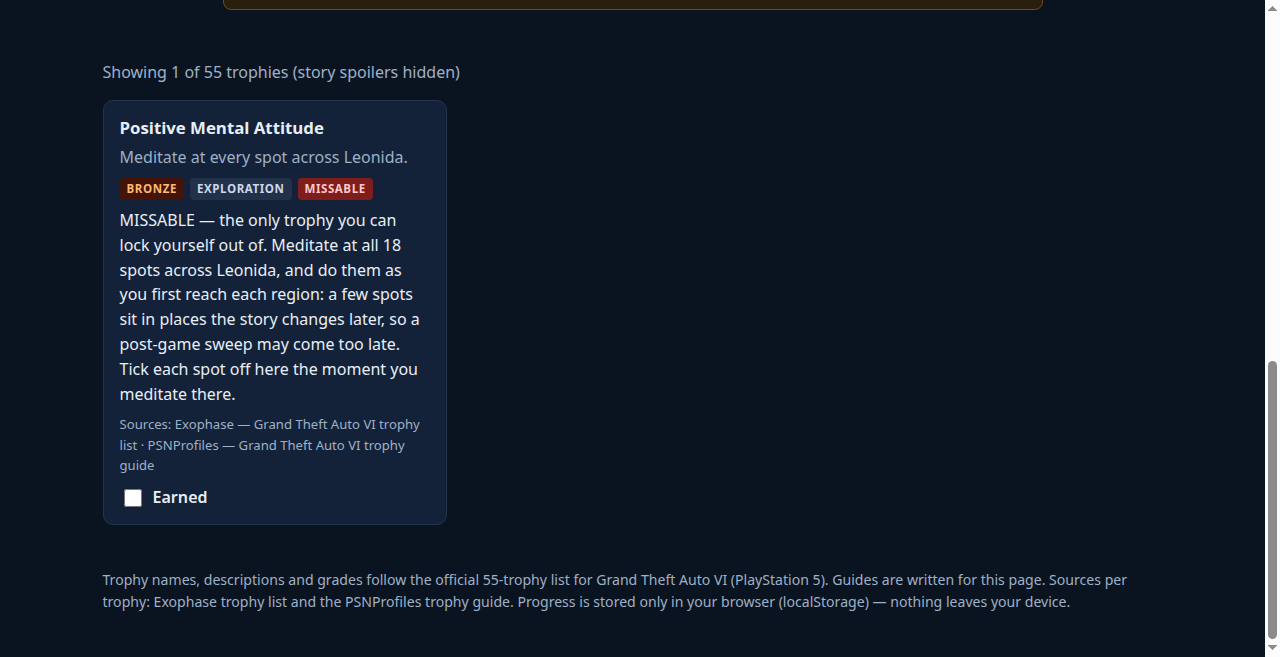 Showing 1 of 55 trophies (story spoilers hidden)
Positive Mental Attitude
Meditate at every spot across Leonida.
BRONZE EXPLORATION MISSABLE
MISSABLE — the only trophy you can
lock yourself out of. Meditate at all 18
spots across Leonida, and do them as
you first reach each region: a few spots
sit in places the story changes later, so a
post-game sweep may come too late.
Tick each spot off here the moment you
meditate there.
Sources: Exophase — Grand Theft Auto VI trophy
list · PSNProfiles — Grand Theft Auto VI trophy
guide
Earned
Trophy names, descriptions and grades follow the official 55-trophy list for Grand Theft Auto VI (PlayStation 5). Guides are written for this page. Sources per
trophy: Exophase trophy list and the PSNProfiles trophy guide. Progress is stored only in your browser (localStorage) — nothing leaves your device.